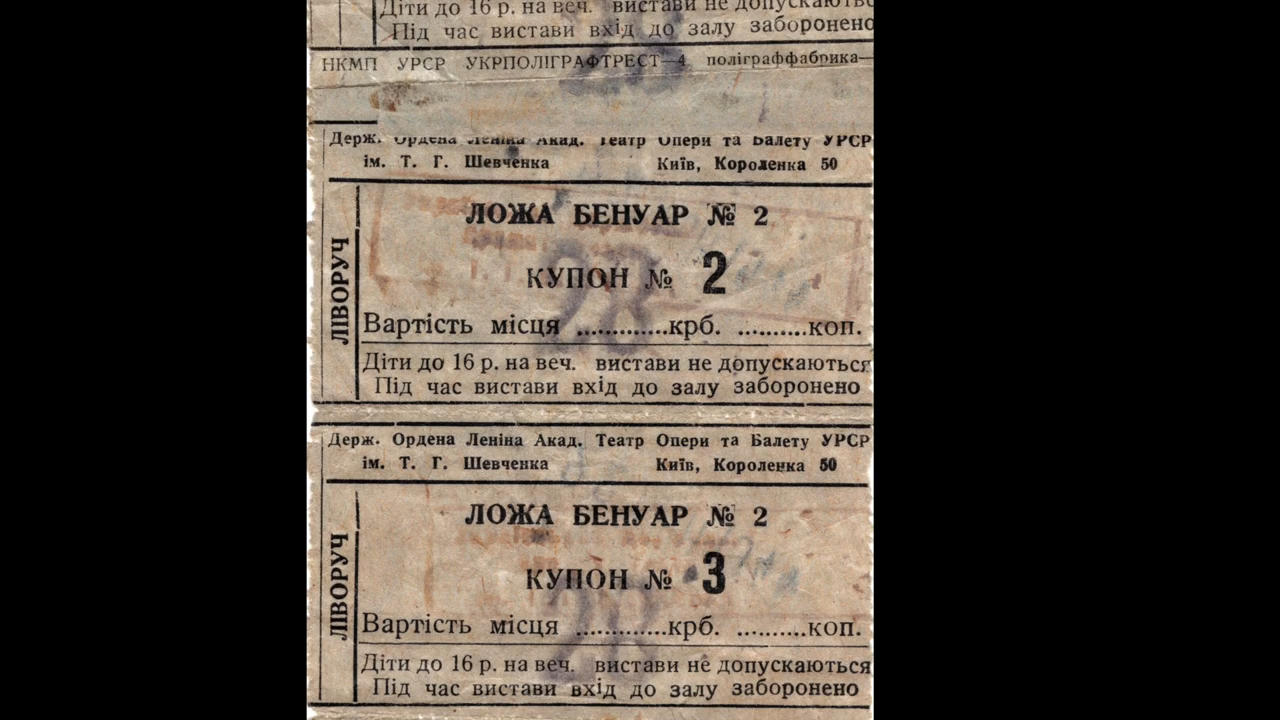 Діти до 16 р. на веч. вистави не допускаються
Під час вистави вхід до залу заборонено
НКМП УРСР УКРПОЛІГРАФТРЕСТ—4 поліграффабрика—
Держ. Ордена Леніна Акад. Театр Опери та Балету УРСР
ім. Т. Г. Шевченка Київ, Короленка 50
ЛІВОРУЧ
ЛОЖА БЕНУАР № 2
КУПОН № 2
28
Вартість місця .............крб. ..........коп.
Діти до 16 р. на веч. вистави не допускаються
Під час вистави вхід до залу заборонено
Держ. Ордена Леніна Акад. Театр Опери та Балету УРСР
ім. Т. Г. Шевченка Київ, Короленка 50
ЛІВОРУЧ
ЛОЖА БЕНУАР № 2
КУПОН № 3
28
Вартість місця .............крб. ..........коп.
Діти до 16 р. на веч. вистави не допускаються
Під час вистави вхід до залу заборонено